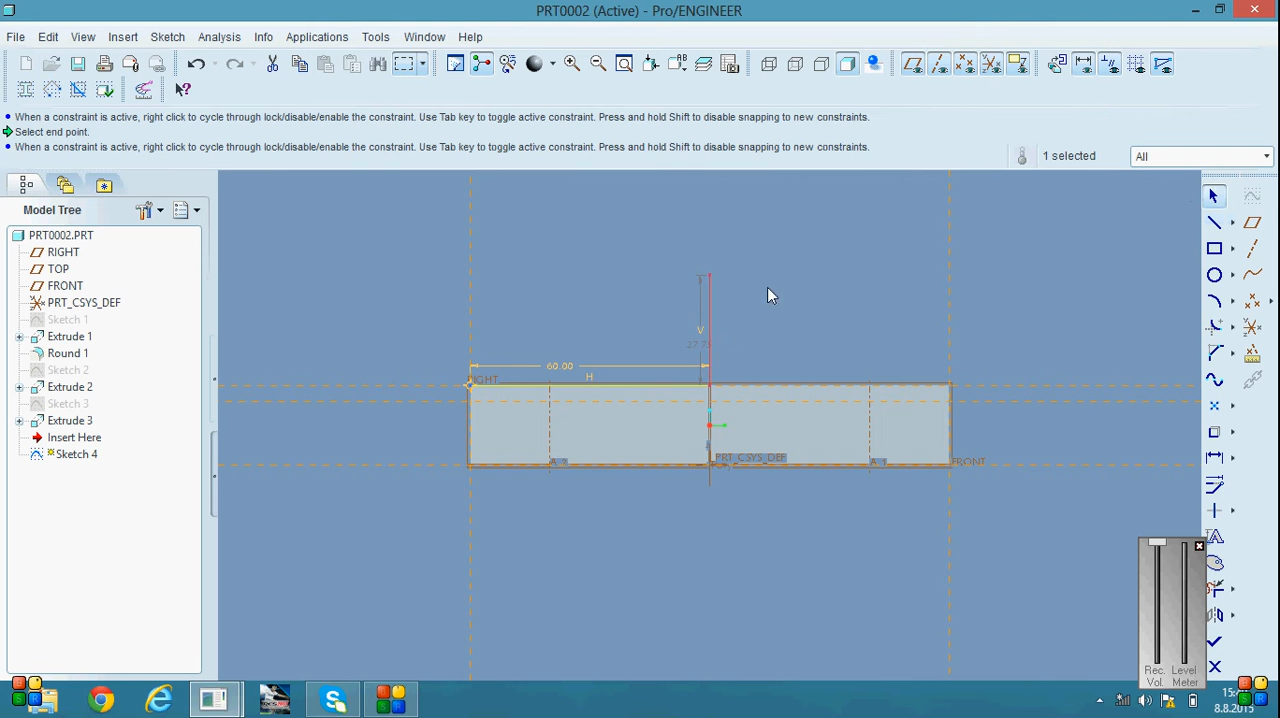 PRT0002 (Active) - Pro/ENGINEER
File Edit View Insert Sketch Analysis Info Applications Tools Window Help
When a constraint is active, right click to cycle through lock/disable/enable the constraint. Use Tab key to toggle active constraint. Press and hold Shift to disable snapping to new constraints.
Select end point.
When a constraint is active, right click to cycle through lock/disable/enable the constraint. Use Tab key to toggle active constraint. Press and hold Shift to disable snapping to new constraints.
1 selected
All
Model Tree
PRT0002.PRT
RIGHT
TOP
FRONT
PRT_CSYS_DEF
Sketch 1
Extrude 1
Round 1
Sketch 2
Extrude 2
Sketch 3
Extrude 3
Insert Here
Sketch 4
V
60.00
H
RIGHT
PRT_CSYS_DEF
FRONT
Rec. Level
Vol. Meter